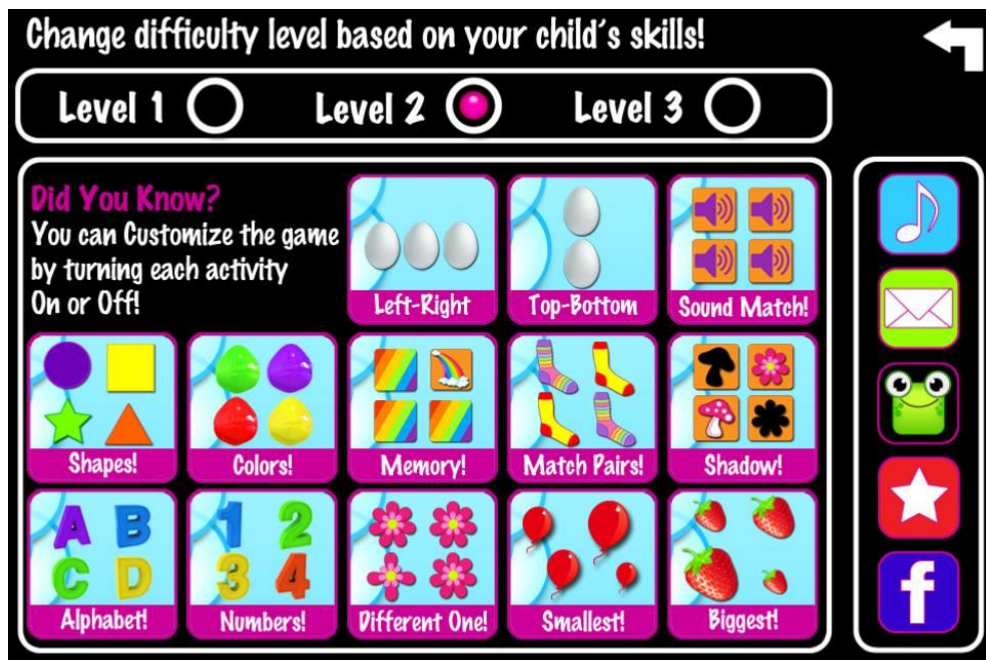 Change difficulty level based on your child's skills!
Level 1
Level 2
Level 3
Did You Know?
You can Customize the game
by turning each activity
On or Off!
Left-Right
Top-Bottom
Sound Match!
Shapes!
Colors!
Memory!
Match Pairs!
Shadow!
A B
C D
Alphabet!
1 2
3 4
Numbers!
Different One!
Smallest!
Biggest!
f